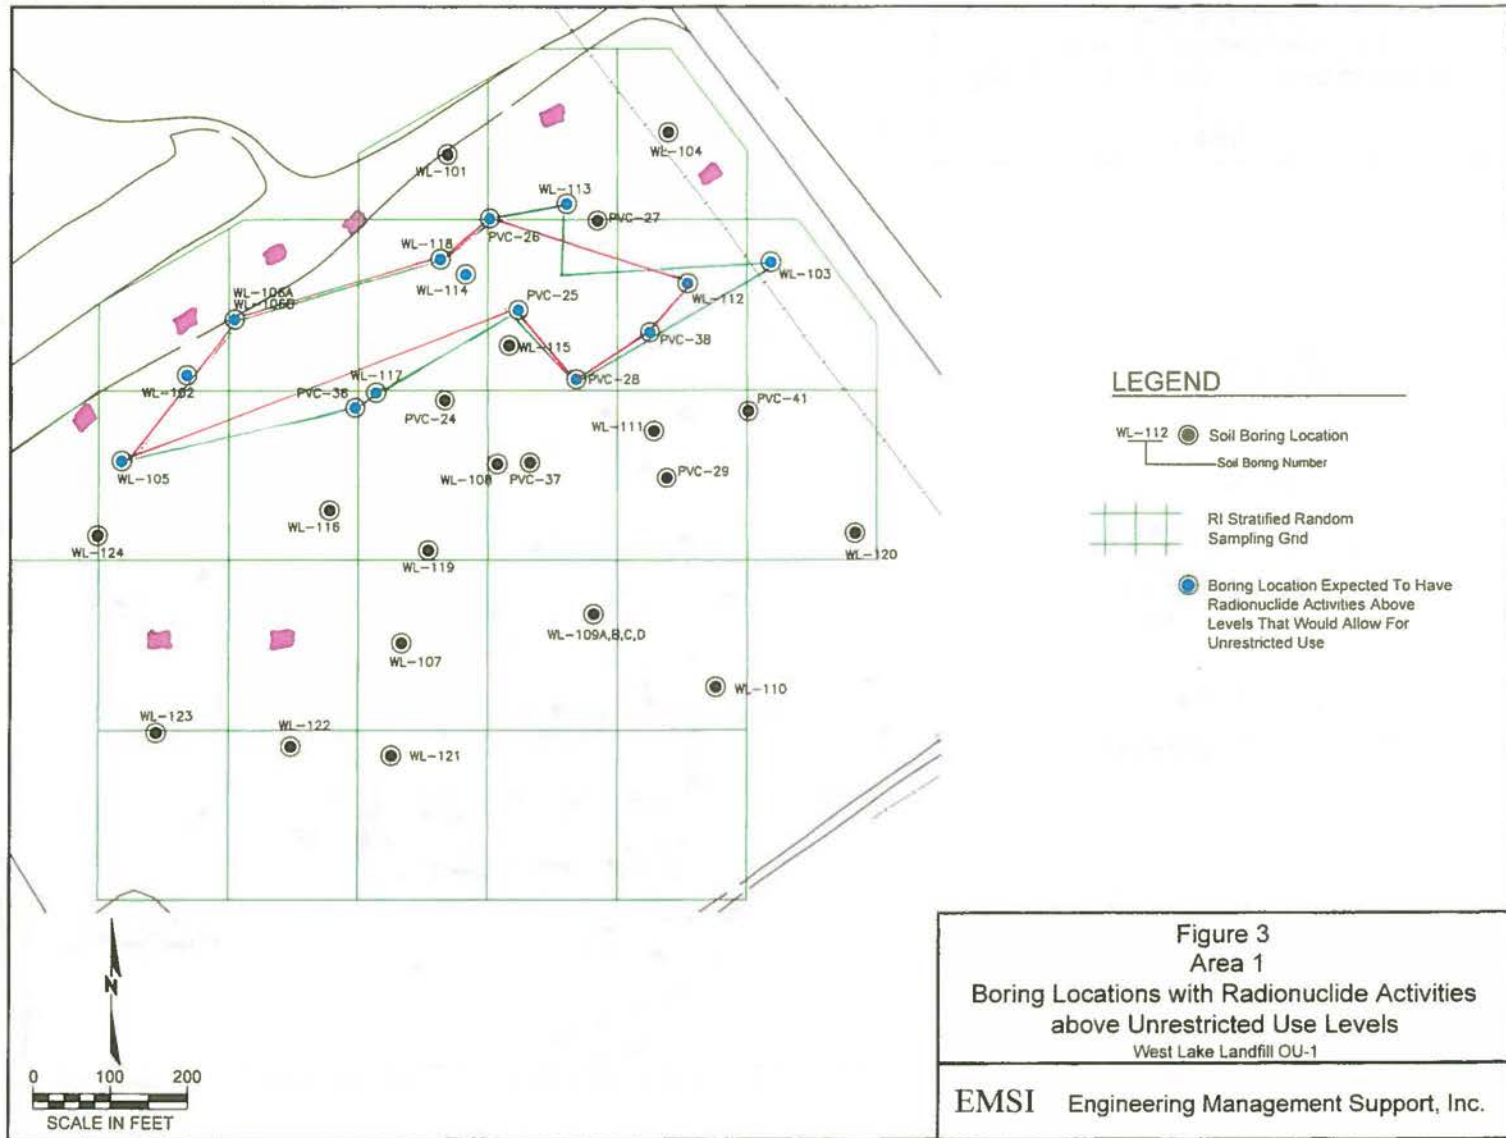 WL-101
WL-104
WL-113
PVC-27
PVC-26
WL-118
WL-103
WL-114
WL-112
WL-106A
WL-106B
PVC-25
PVC-38
WL-115
WL-102
WL-117
PVC-28
PVC-36
PVC-41
PVC-24
WL-111
WL-105
WL-108
PVC-37
PVC-29
WL-116
WL-124
WL-120
WL-119
WL-109A,B,C,D
WL-107
WL-110
WL-123
WL-122
WL-121
LEGEND
WL-112
Soil Boring Location
Soil Boring Number
RI Stratified Random
Sampling Grid
Boring Location Expected To Have
Radionuclide Activities Above
Levels That Would Allow For
Unrestricted Use
N
0 100 200
SCALE IN FEET
Figure 3
Area 1
Boring Locations with Radionuclide Activities
above Unrestricted Use Levels
West Lake Landfill OU-1
EMSI Engineering Management Support, Inc.